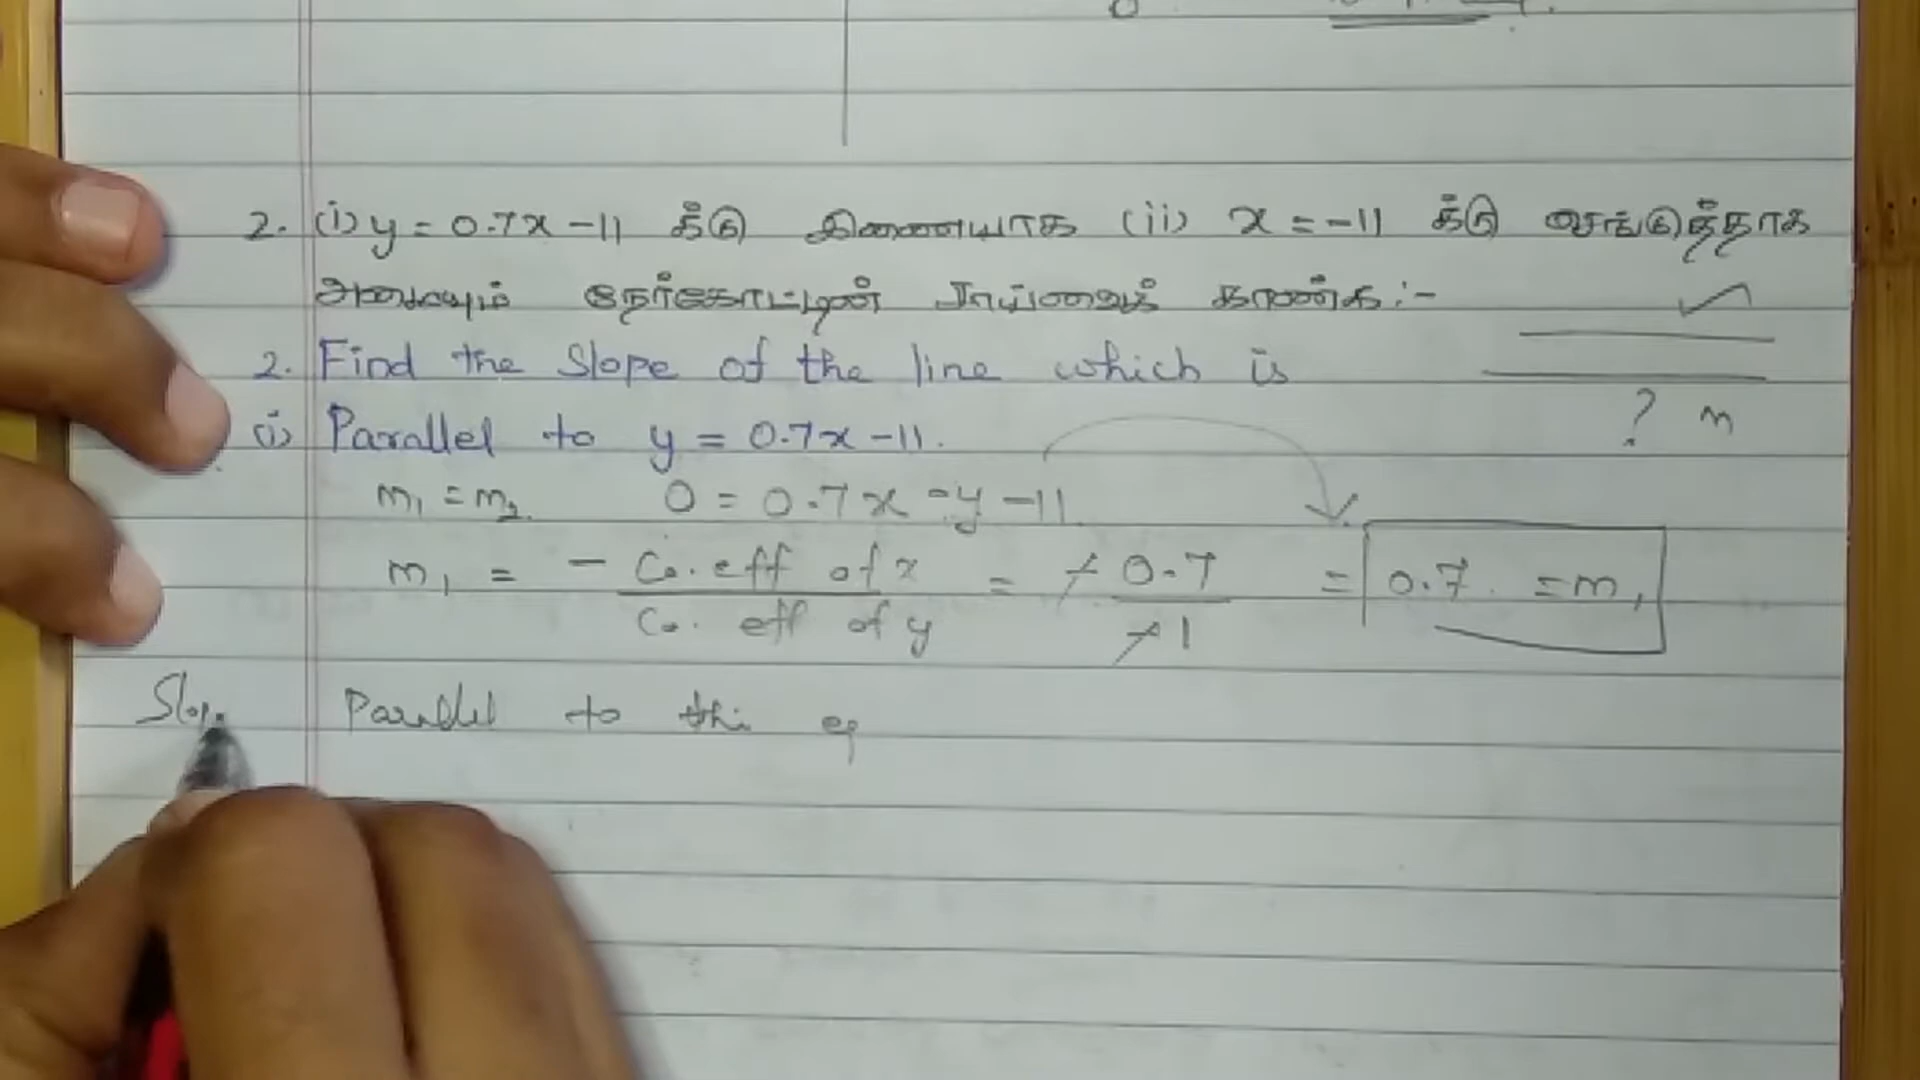 2. (i) y = 0.7x - 11 க்கு இணையாக (ii) x = -11 க்கு செங்குத்தாக
அமையும் நேர்கோட்டின் சாய்வைக் காண்க :-
2. Find the Slope of the line which is
(i) Parallel to y = 0.7x - 11.
? m
m₁ = m₂. 0 = 0.7x - y - 11
m₁ = - Co. eff of x / Co. eff of y = - 0.7 / - 1 = 0.7. = m₁
Slope Parallel to this eq